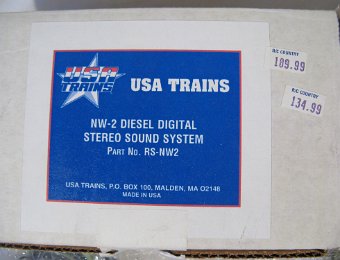 USA
TRAINS
USA TRAINS
NW-2 DIESEL DIGITAL
STEREO SOUND SYSTEM
PART NO. RS-NW2
USA TRAINS, P.O. BOX 100, MALDEN, MA 02148
MADE IN USA
R/C COUNTRY
189.99
R/C COUNTRY
134.99